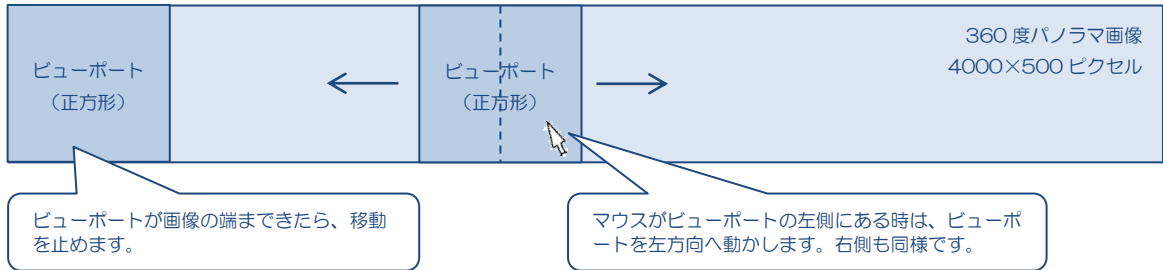 ビューポート
（正方形）
ビューポート
（正方形）
360 度パノラマ画像
4000×500 ピクセル
ビューポートが画像の端まできたら、移動
を止めます。
マウスがビューポートの左側にある時は、ビューポ
ートを左方向へ動かします。右側も同様です。